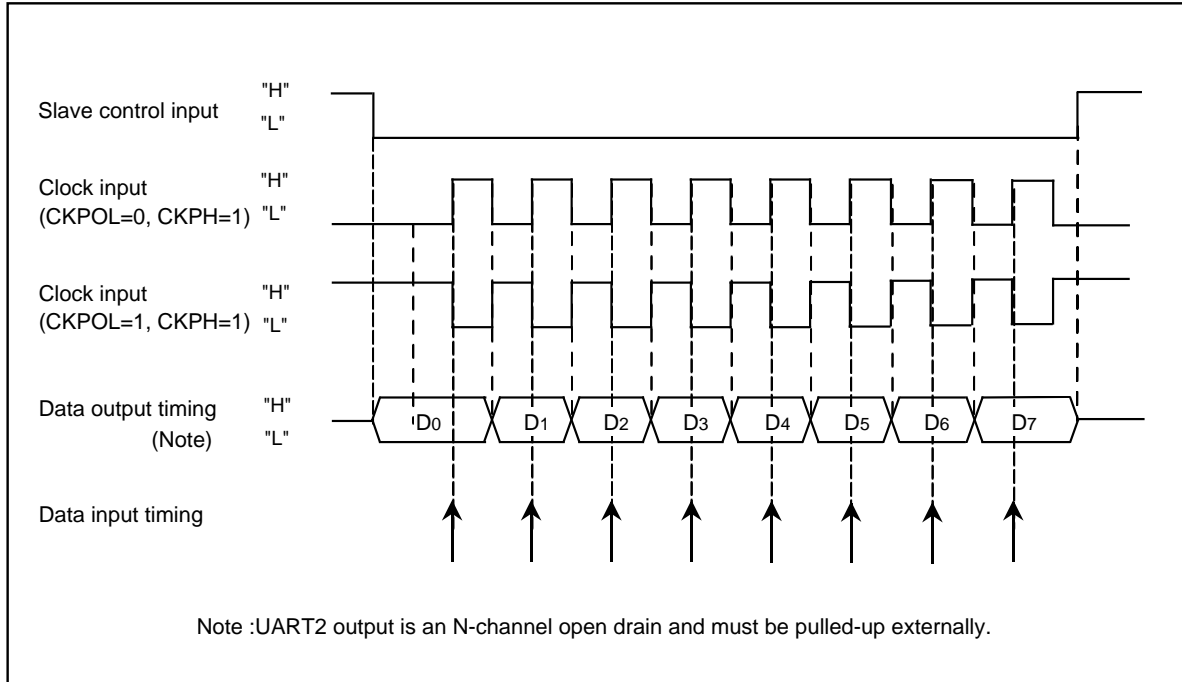 Slave control input "H"
"L"
Clock input "H"
(CKPOL=0, CKPH=1) "L"
Clock input "H"
(CKPOL=1, CKPH=1) "L"
Data output timing "H"
(Note) "L"
D0 D1 D2 D3 D4 D5 D6 D7
Data input timing
Note :UART2 output is an N-channel open drain and must be pulled-up externally.